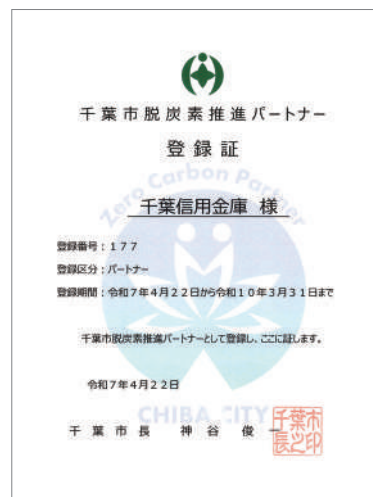 千葉市脱炭素推進パートナー
登録証
Zero Carbon Partner
千葉信用金庫 様
登録番号：177
登録区分：パートナー
登録期間：令和7年4月22日から令和10年3月31日まで
千葉市脱炭素推進パートナーとして登録し、ここに証します。
令和7年4月22日
CHIBA CITY
千葉市長 神谷 俊一
千葉市長之印